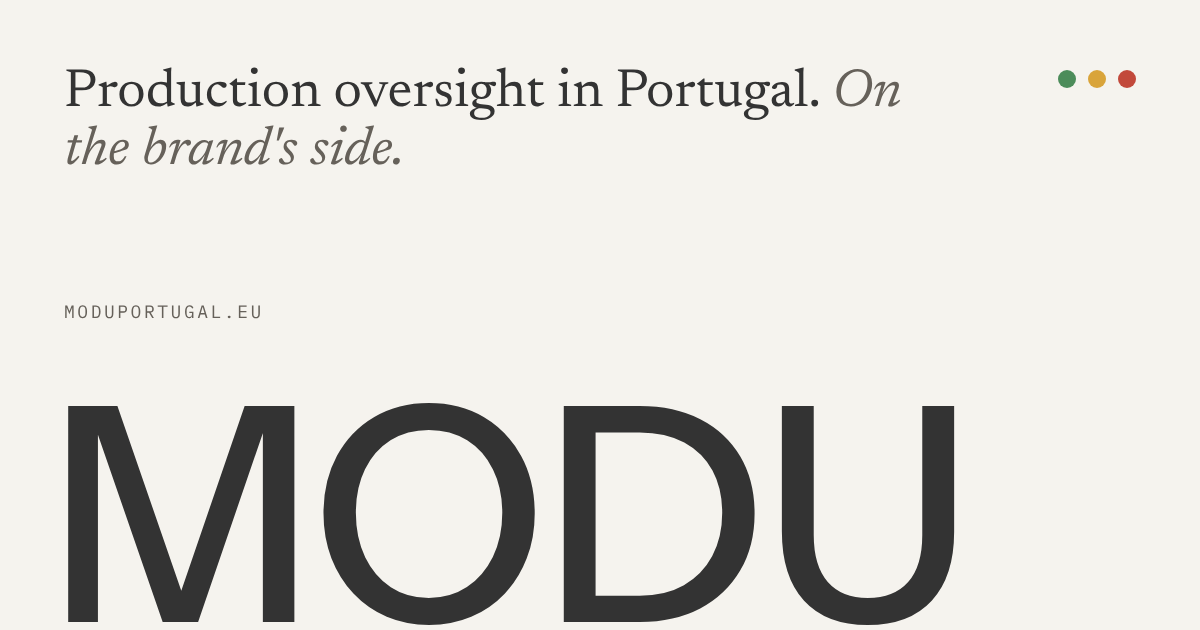 Production oversight in Portugal. On
the brand's side.
MODUPORTUGAL.EU
MODU